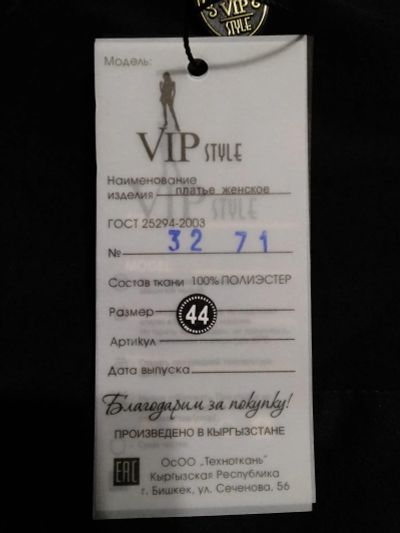 VIP
STYLE
Модель:
VIP STYLE
Наименование
изделия платье женское
ГОСТ 25294-2003
№ 32 71
Состав ткани 100% ПОЛИЭСТЕР
Размер 44
Артикул
Дата выпуска
Благодарим за покупку!
ПРОИЗВЕДЕНО В КЫРГЫЗСТАНЕ
ЕАС ОсОО „Техноткань"
Кыргызская Республика
г. Бишкек, ул. Сеченова, 56